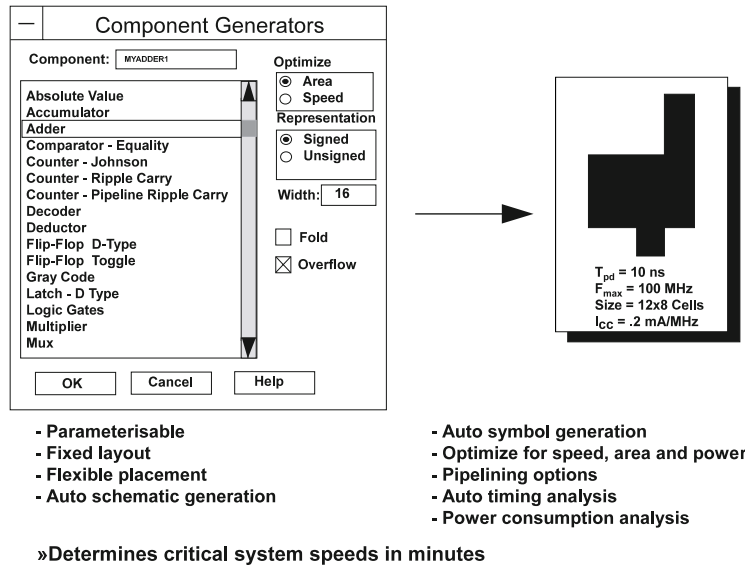 Component Generators
Component: MYADDER1
Absolute Value
Accumulator
Adder
Comparator - Equality
Counter - Johnson
Counter - Ripple Carry
Counter - Pipeline Ripple Carry
Decoder
Deductor
Flip-Flop D-Type
Flip-Flop Toggle
Gray Code
Latch - D Type
Logic Gates
Multiplier
Mux
Optimize
Area
Speed
Representation
Signed
Unsigned
Width: 16
Fold
Overflow
OK Cancel Help
Tpd = 10 ns
Fmax = 100 MHz
Size = 12x8 Cells
ICC = .2 mA/MHz
- Parameterisable
- Fixed layout
- Flexible placement
- Auto schematic generation
- Auto symbol generation
- Optimize for speed, area and power
- Pipelining options
- Auto timing analysis
- Power consumption analysis
»Determines critical system speeds in minutes